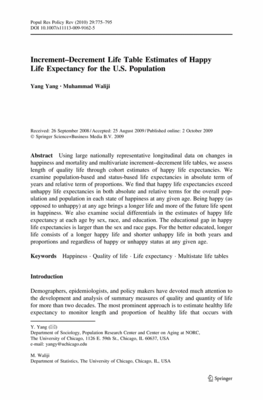 Popul Res Policy Rev (2010) 29:775–795
DOI 10.1007/s11113-009-9162-5
Increment–Decrement Life Table Estimates of Happy
Life Expectancy for the U.S. Population
Yang Yang · Muhammad Waliji
Received: 26 September 2008 / Accepted: 25 August 2009 / Published online: 2 October 2009
© Springer Science+Business Media B.V. 2009
Abstract Using large nationally representative longitudinal data on changes in
happiness and mortality and multivariate increment–decrement life tables, we assess
length of quality life through cohort estimates of happy life expectancies. We
examine population-based and status-based life expectancies in absolute term of
years and relative term of proportions. We find that happy life expectancies exceed
unhappy life expectancies in both absolute and relative terms for the overall pop-
ulation and population in each state of happiness at any given age. Being happy (as
opposed to unhappy) at any age brings a longer life and more of the future life spent
in happiness. We also examine social differentials in the estimates of happy life
expectancy at each age by sex, race, and education. The educational gap in happy
life expectancies is larger than the sex and race gaps. For the better educated, longer
life consists of a longer happy life and shorter unhappy life in both years and
proportions and regardless of happy or unhappy status at any given age.
Keywords Happiness · Quality of life · Life expectancy · Multistate life tables
Introduction
Demographers, epidemiologists, and policy makers have devoted much attention to
the development and analysis of summary measures of quality and quantity of life
for more than two decades. The most prominent approach is to estimate healthy life
expectancy to monitor length and proportion of healthy life that occurs with
Y. Yang (✉)
Department of Sociology, Population Research Center and Center on Aging at NORC,
The University of Chicago, 1126 E. 59th St., Chicago, IL 60637, USA
e-mail: yangy@uchicago.edu
M. Waliji
Department of Statistics, The University of Chicago, Chicago, IL, USA
Springer